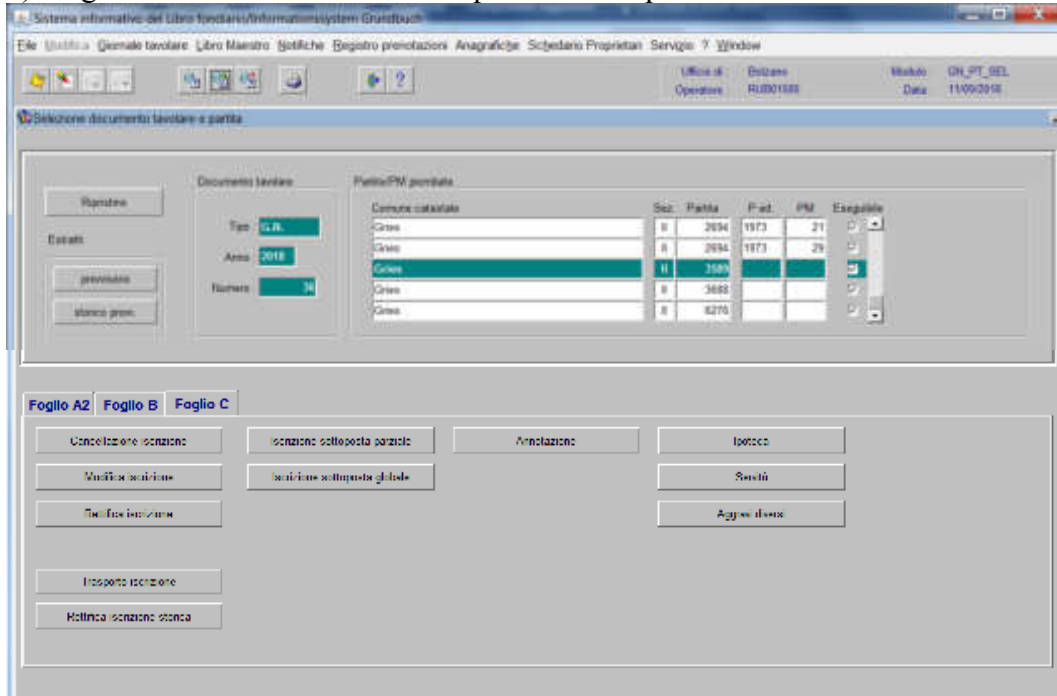 Sistema informativo del Libro fondiario/Informationssystem Grundbuch
File Modifica Giornale tavolare Libro Maestro Notifiche Registro prenotazioni Anagrafiche Schedario Proprietari Servizio ? Window
Ufficio di Bolzano Modulo GN_PT_SEL
Operatore Data 11/09/2018
Selezione documento tavolare e partita
Documento tavolare Partite/PM piombate
Ripristina Comune catastale Sez. Partita P.ed. PM Eseguibile
Tipo G.N. Gries II 2694 1973 21
Estratti Gries II 2694 1973 29
Anno 2018 Gries II 3589
provvisorio Numero Gries II 3688
storico prov. Gries II 6276
Foglio A2 Foglio B Foglio C
Cancellazione iscrizione Iscrizione sottoposta parziale Annotazione Ipoteca
Modifica iscrizione Iscrizione sottoposta globale Servitù
Rettifica iscrizione Aggravi diversi
Trasporto iscrizione
Rettifica iscrizione storica